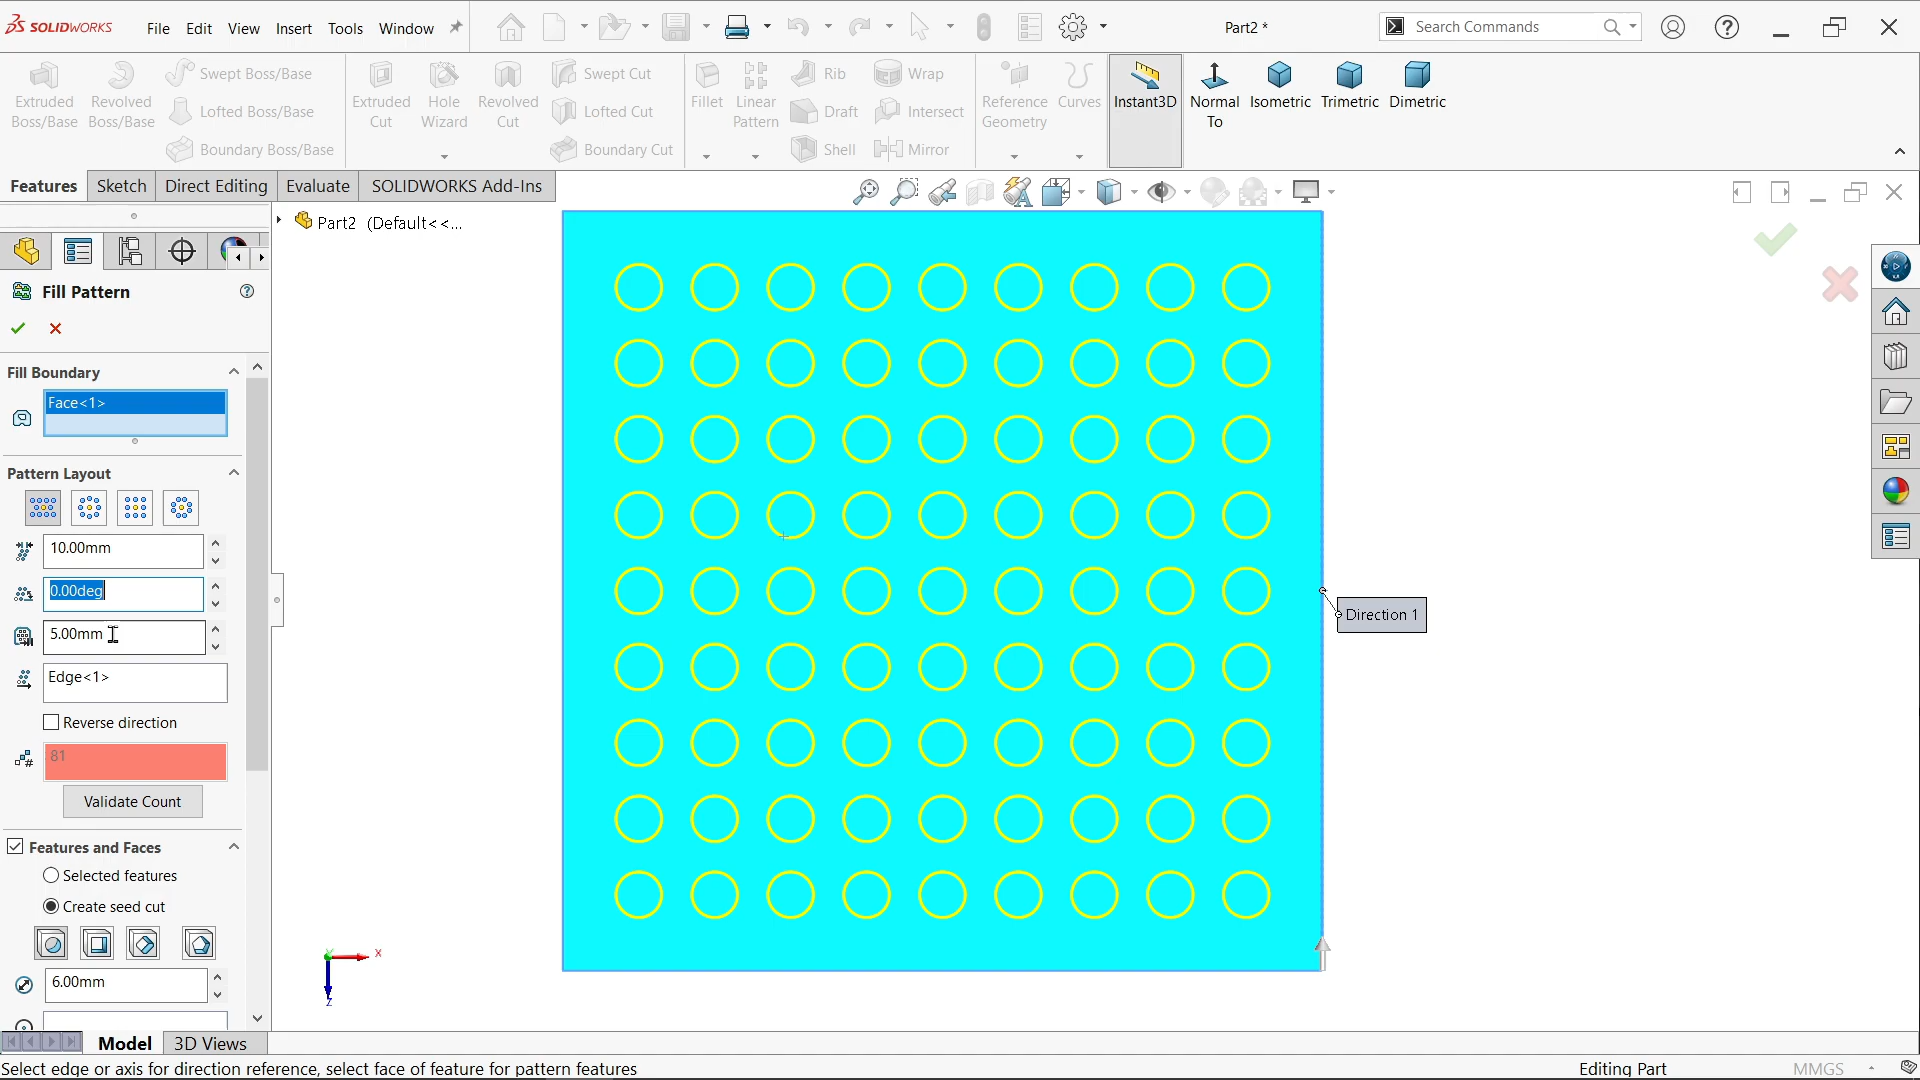 SOLIDWORKS File Edit View Insert Tools Window Part2 * Search Commands
Extruded Boss/Base
Revolved Boss/Base
Swept Boss/Base
Lofted Boss/Base
Boundary Boss/Base
Extruded Cut
Hole Wizard
Revolved Cut
Swept Cut
Lofted Cut
Boundary Cut
Fillet
Linear Pattern
Rib
Draft
Shell
Wrap
Intersect
Mirror
Reference Geometry
Curves
Instant3D
Normal To
Isometric
Trimetric
Dimetric
Features Sketch Direct Editing Evaluate SOLIDWORKS Add-Ins
Part2 (Default<<...
Fill Pattern
Fill Boundary
Face<1>
Pattern Layout
10.00mm
0.00deg
5.00mm
Edge<1>
Reverse direction
81
Validate Count
Features and Faces
Selected features
Create seed cut
6.00mm
Direction 1
Y
X
Z
Model 3D Views
Select edge or axis for direction reference, select face of feature for pattern features Editing Part MMGS